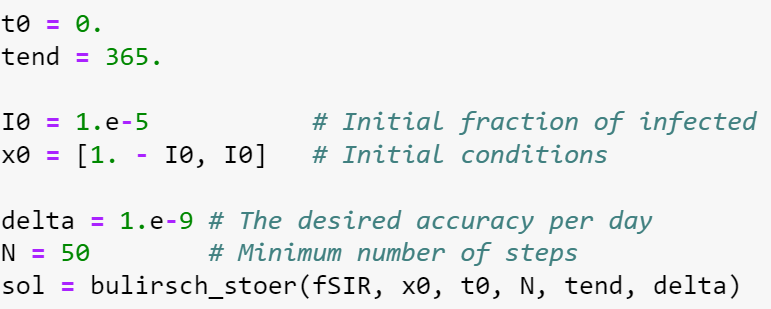 t0 = 0.
tend = 365.
I0 = 1.e-5 # Initial fraction of infected
x0 = [1. - I0, I0] # Initial conditions
delta = 1.e-9 # The desired accuracy per day
N = 50 # Minimum number of steps
sol = bulirsch_stoer(fSIR, x0, t0, N, tend, delta)